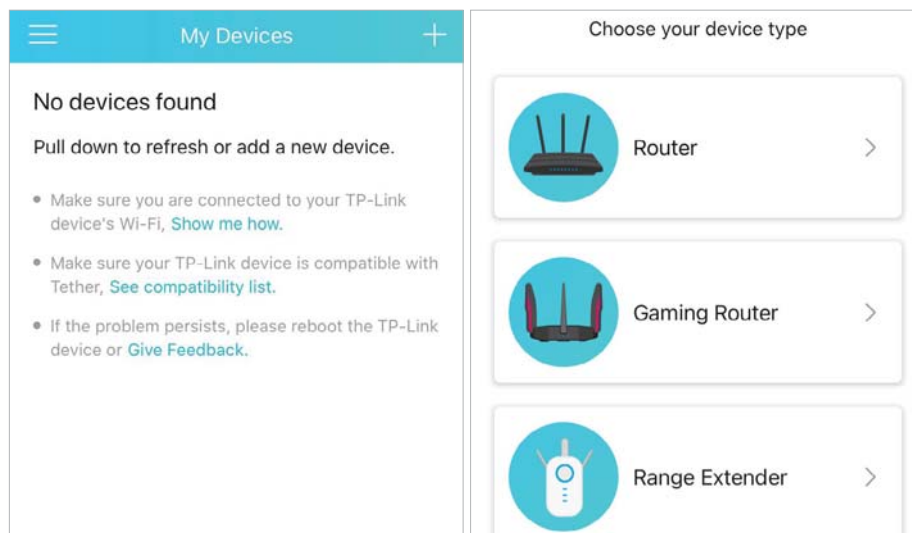 My Devices
No devices found
Pull down to refresh or add a new device.
Make sure you are connected to your TP-Link
device's Wi-Fi, Show me how.
Make sure your TP-Link device is compatible with
Tether, See compatibility list.
If the problem persists, please reboot the TP-Link
device or Give Feedback.
Choose your device type
Router
Gaming Router
Range Extender